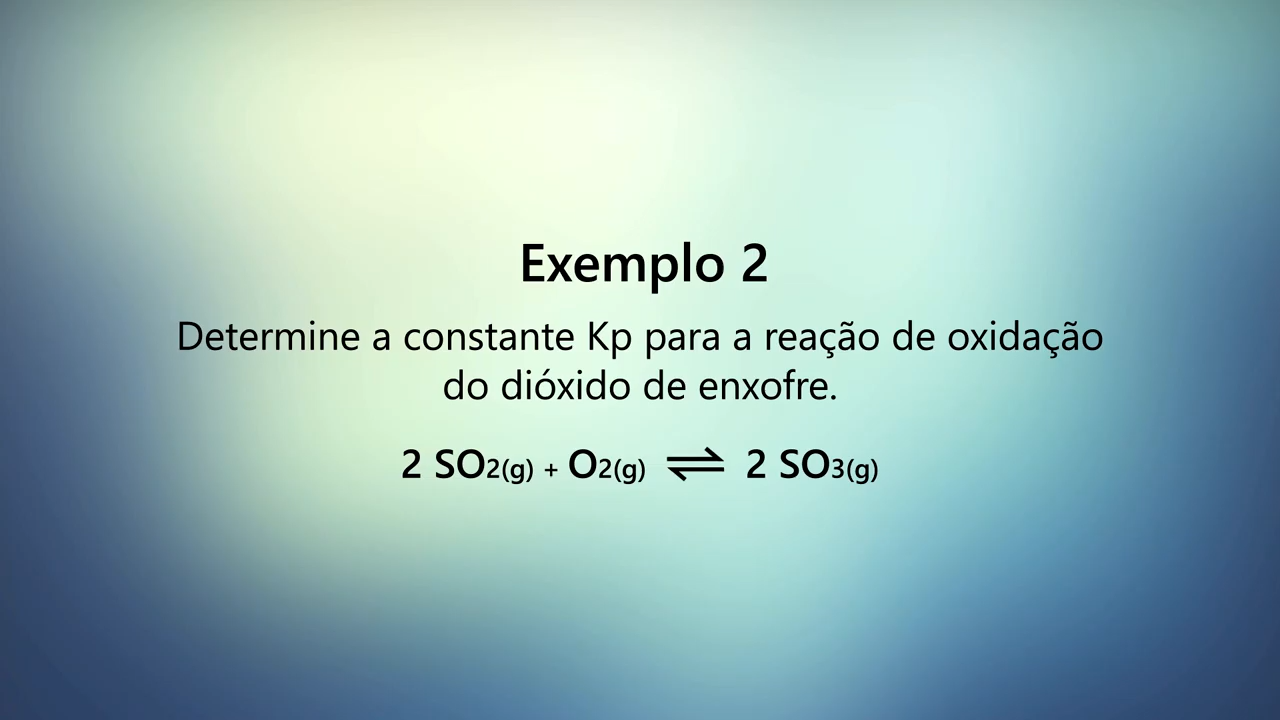 Exemplo 2
Determine a constante Kp para a reação de oxidação
do dióxido de enxofre.
2 SO2(g) + O2(g) ⇌ 2 SO3(g)